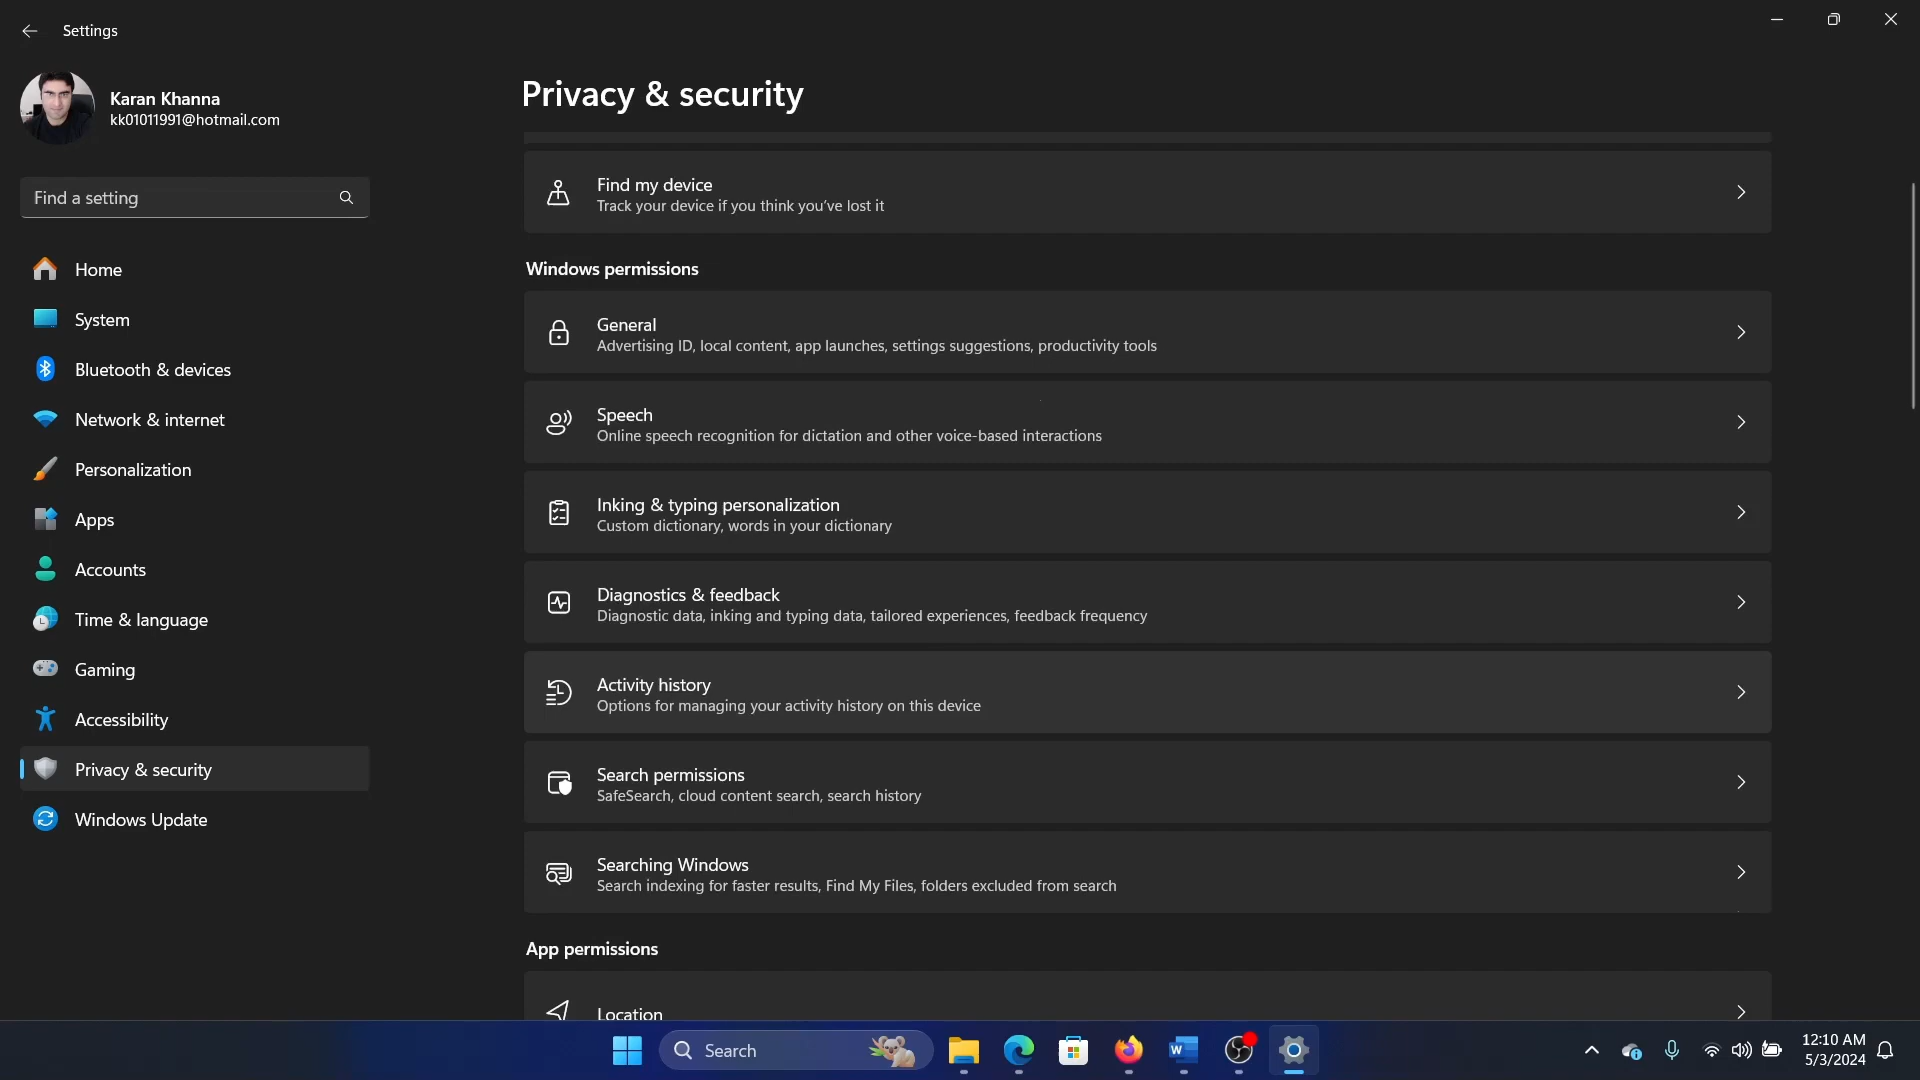 Settings
Karan Khanna
kk01011991@hotmail.com
Find a setting
Home
System
Bluetooth & devices
Network & internet
Personalization
Apps
Accounts
Time & language
Gaming
Accessibility
Privacy & security
Windows Update
Privacy & security
Find my device
Track your device if you think you've lost it
Windows permissions
General
Advertising ID, local content, app launches, settings suggestions, productivity tools
Speech
Online speech recognition for dictation and other voice-based interactions
Inking & typing personalization
Custom dictionary, words in your dictionary
Diagnostics & feedback
Diagnostic data, inking and typing data, tailored experiences, feedback frequency
Activity history
Options for managing your activity history on this device
Search permissions
SafeSearch, cloud content search, search history
Searching Windows
Search indexing for faster results, Find My Files, folders excluded from search
App permissions
Location
Search
12:10 AM
5/3/2024